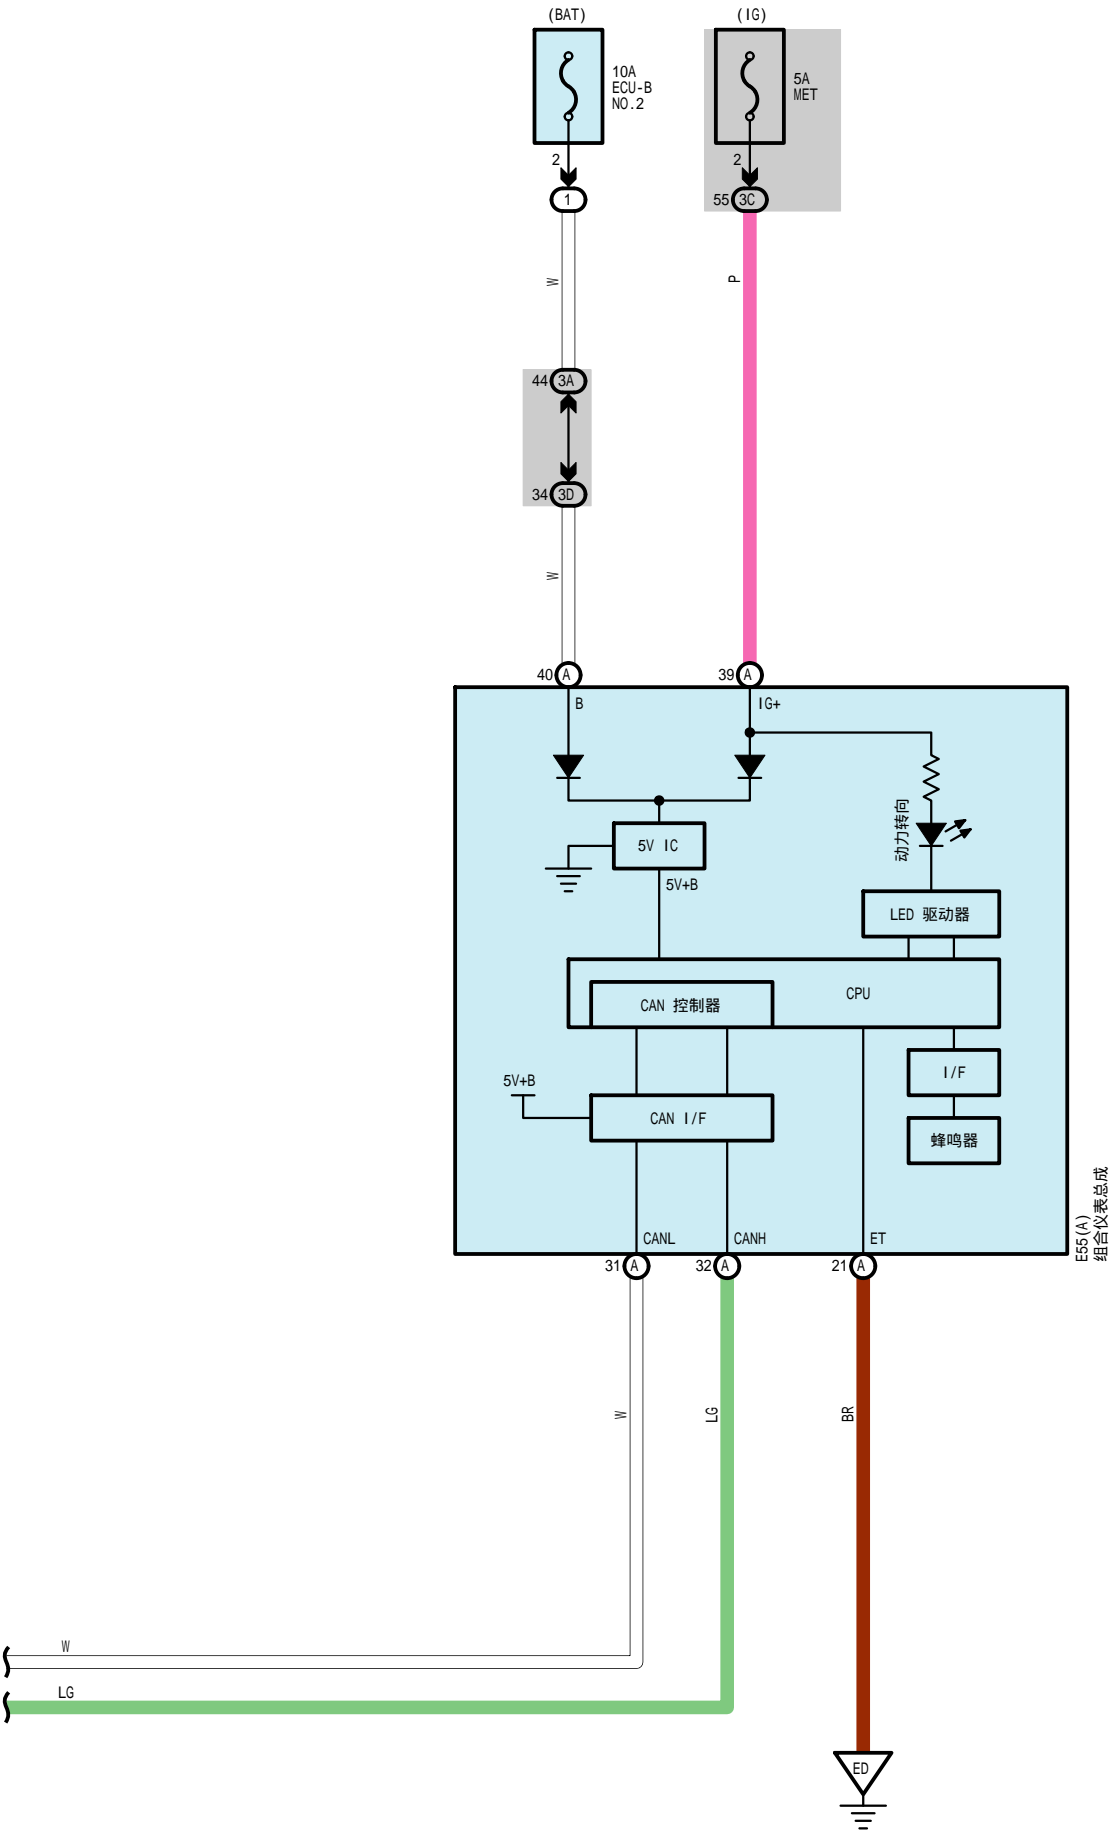 (BAT)
(IG)
10A
ECU-B
NO.2
5A
MET
2
2
1
55
3C
W
P
44
3A
34
3D
W
40
A
39
A
B
IG+
动力转向
5V IC
5V+B
LED 驱动器
CPU
CAN 控制器
5V+B
I/F
CAN I/F
蜂鸣器
E55(A)
组合仪表总成
CANL
CANH
ET
31
A
32
A
21
A
W
LG
BR
W
LG
ED